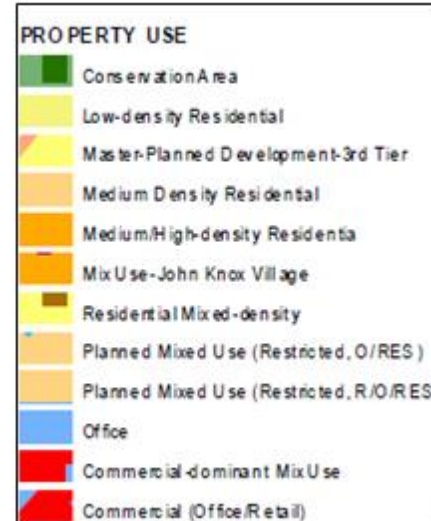 PROPERTY USE
Conservation Area
Low-density Residential
Master-Planned Development-3rd Tier
Medium Density Residential
Medium/High-density Residentia
Mix Use-John Knox Village
Residential Mixed-density
Planned Mixed Use (Restricted, O/RES)
Planned Mixed Use (Restricted, R/O/RES
Office
Commercial-dominant Mix Use
Commercial (Office/Retail)